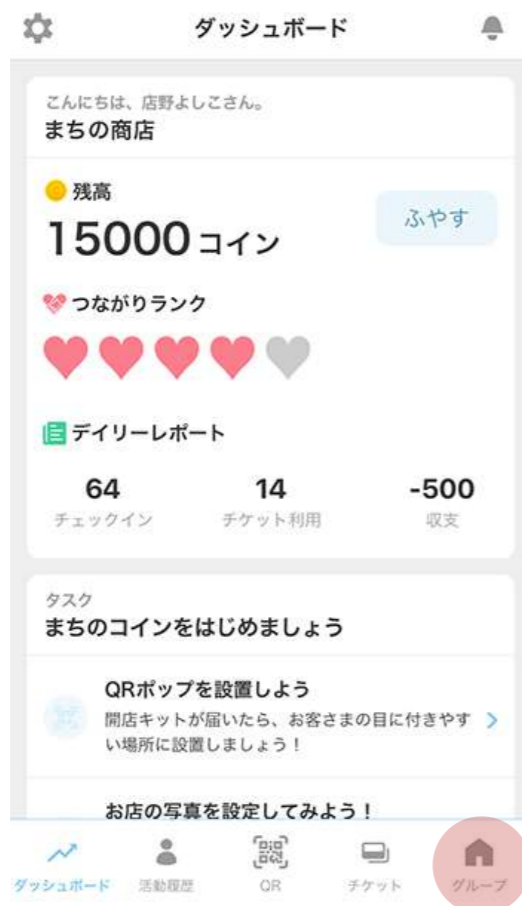 ダッシュボード
こんにちは、店野よしこさん。
まちの商店
残高
15000コイン
ふやす
つながりランク
デイリーレポート
64 14 -500
チェックイン チケット利用 収支
タスク
まちのコインをはじめましょう
QRポップを設置しよう
開店キットが届いたら、お客さまの目に付きやす
い場所に設置しましょう！
お店の写真を設定してみよう！
ダッシュボード 活動履歴 QR チケット グループ